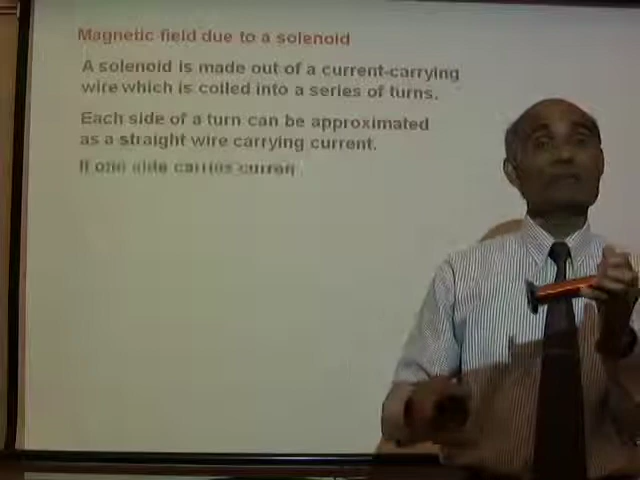 Magnetic field due to a solenoid
A solenoid is made out of a current-carrying
wire which is coiled into a series of turns.
Each side of a turn can be approximated
as a straight wire carrying current.
If one side carries curren